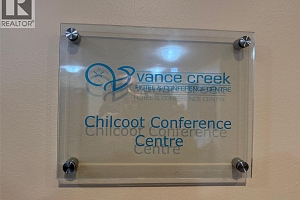 REALTOR
vance creek
HOTEL & CONFERENCE CENTRE
Chilcoot Conference
Centre